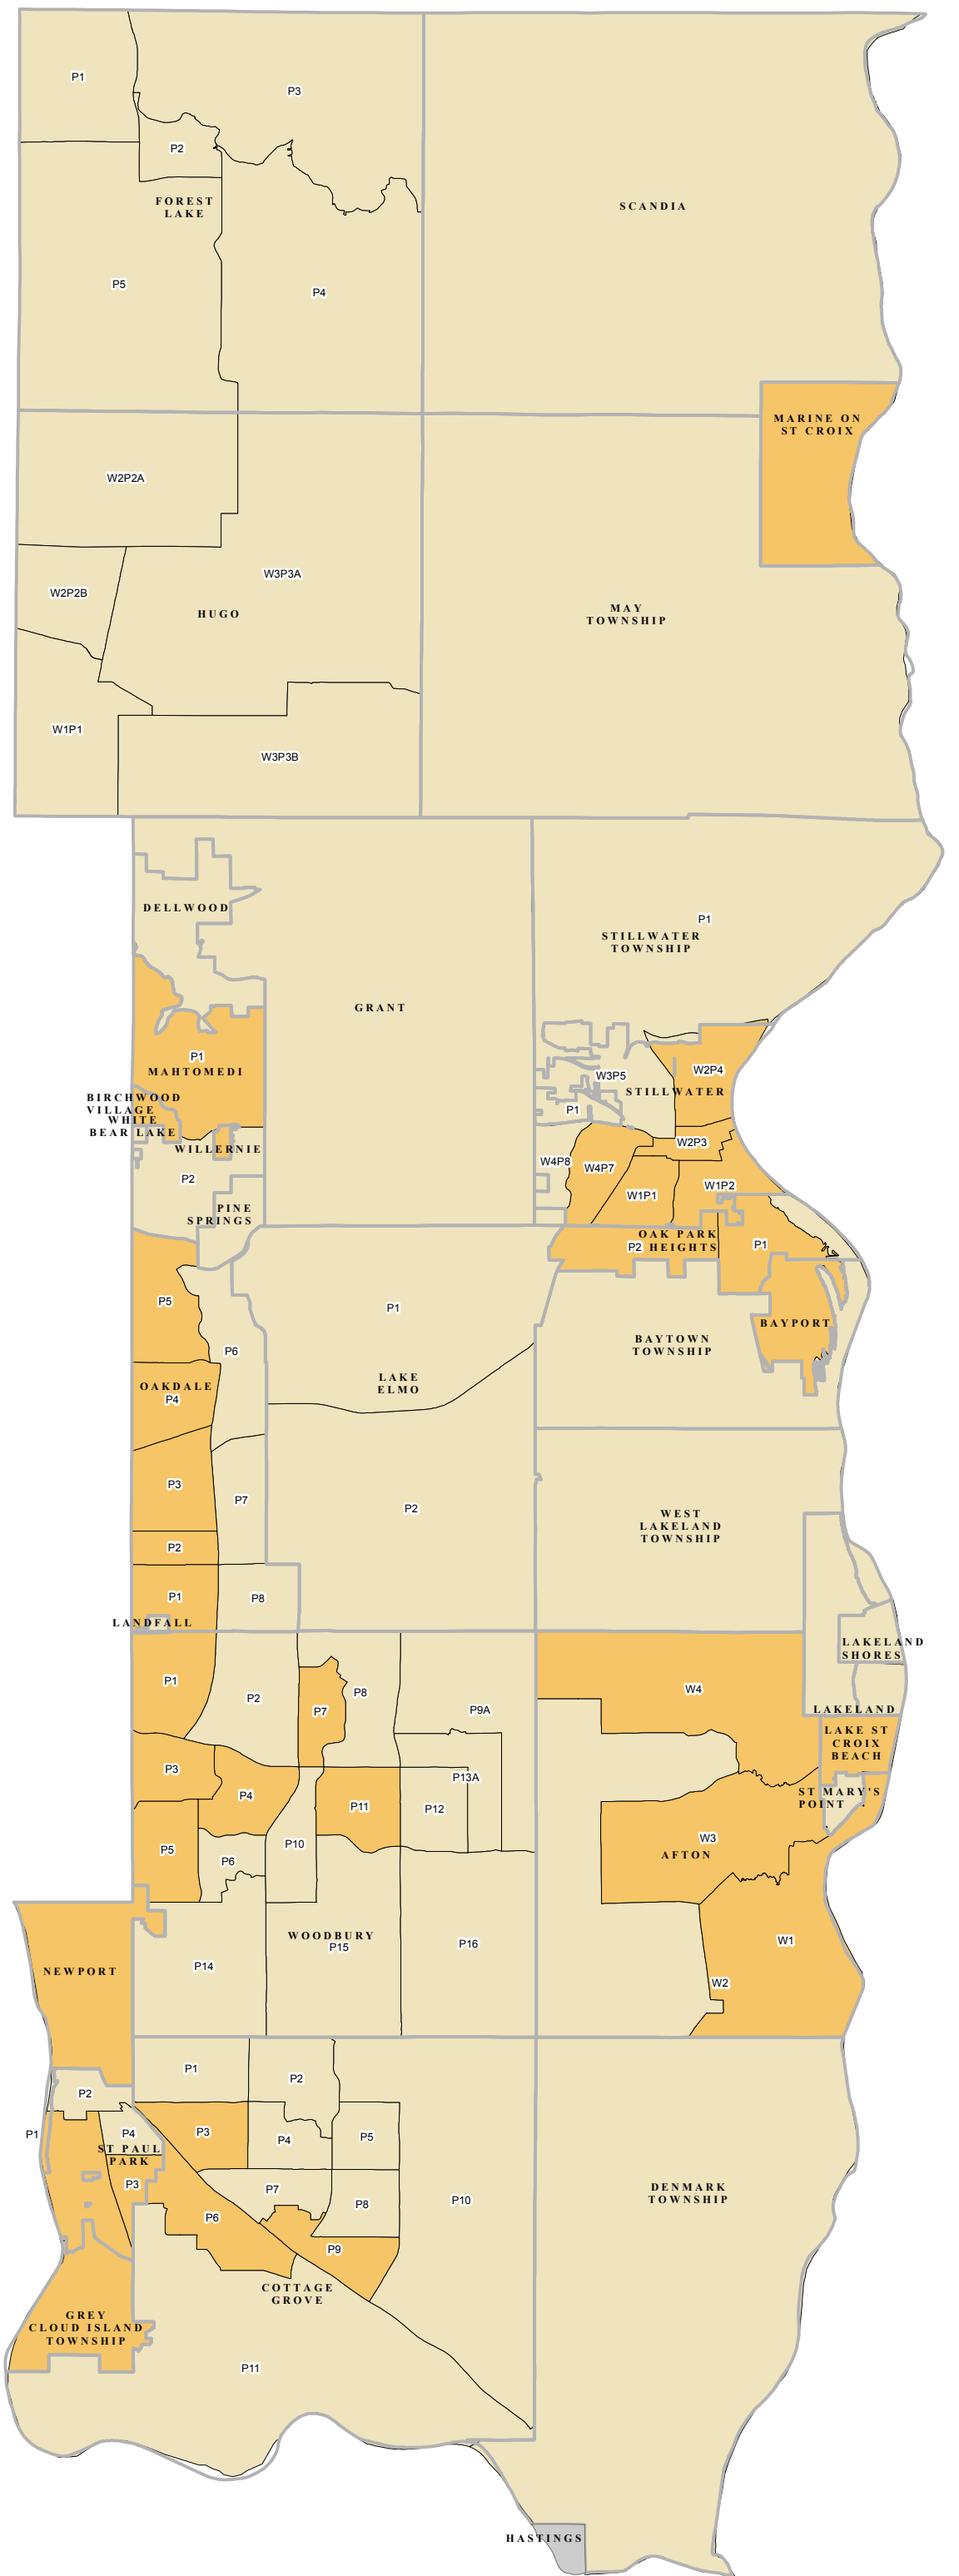 P1
P3
P2
FOREST
LAKE
SCANDIA
P5
P4
MARINE ON
ST CROIX
W2P2A
W3P3A
W2P2B
HUGO
MAY
TOWNSHIP
W1P1
W3P3B
DELLWOOD
P1
STILLWATER
TOWNSHIP
GRANT
P1
MAHTOMEDI
W3P5
W2P4
STILLWATER
BIRCHWOOD
VILLAGE
WHITE
BEAR LAKE
P1
WILLERNIE
W2P3
W4P8
W4P7
P2
W1P1
W1P2
PINE
SPRINGS
OAK PARK
HEIGHTS
P2
P1
P5
P1
BAYPORT
P6
BAYTOWN
TOWNSHIP
LAKE
ELMO
OAKDALE
P4
P3
P7
P2
WEST
LAKELAND
TOWNSHIP
P2
P1
P8
LANDFALL
LAKELAND
SHORES
P1
P2
P7
P8
W4
P9A
LAKELAND
LAKE ST
CROIX
BEACH
P3
P13A
P4
P11
P12
ST MARY'S
POINT
P10
W3
AFTON
P5
P6
WOODBURY
P15
P16
W1
P14
NEWPORT
W2
P1
P2
P2
P1
P4
P3
P4
P5
ST PAUL
PARK
P3
P7
P8
P10
DENMARK
TOWNSHIP
P6
P9
COTTAGE
GROVE
GREY
CLOUD ISLAND
TOWNSHIP
P11
HASTINGS